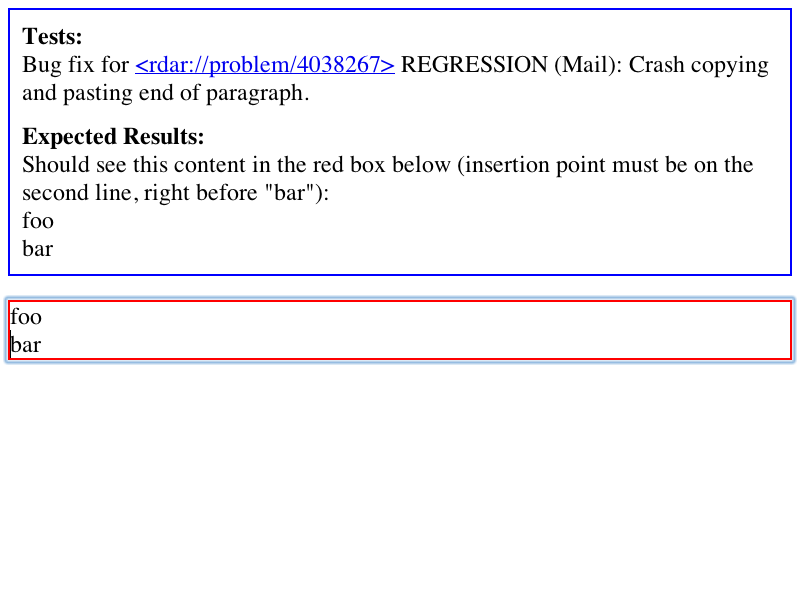 Tests:
Bug fix for <rdar://problem/4038267> REGRESSION (Mail): Crash copying
and pasting end of paragraph.
Expected Results:
Should see this content in the red box below (insertion point must be on the
second line, right before "bar"):
foo
bar
foo
bar